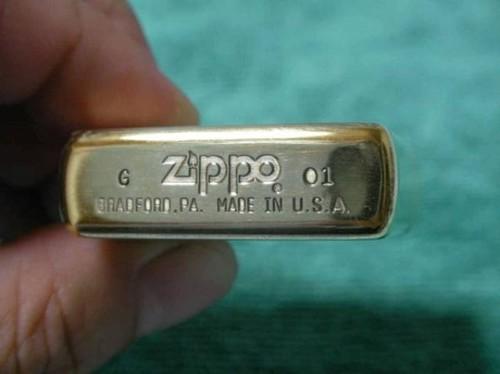 G Zippo 01
BRADFORD, PA. MADE IN U.S.A.